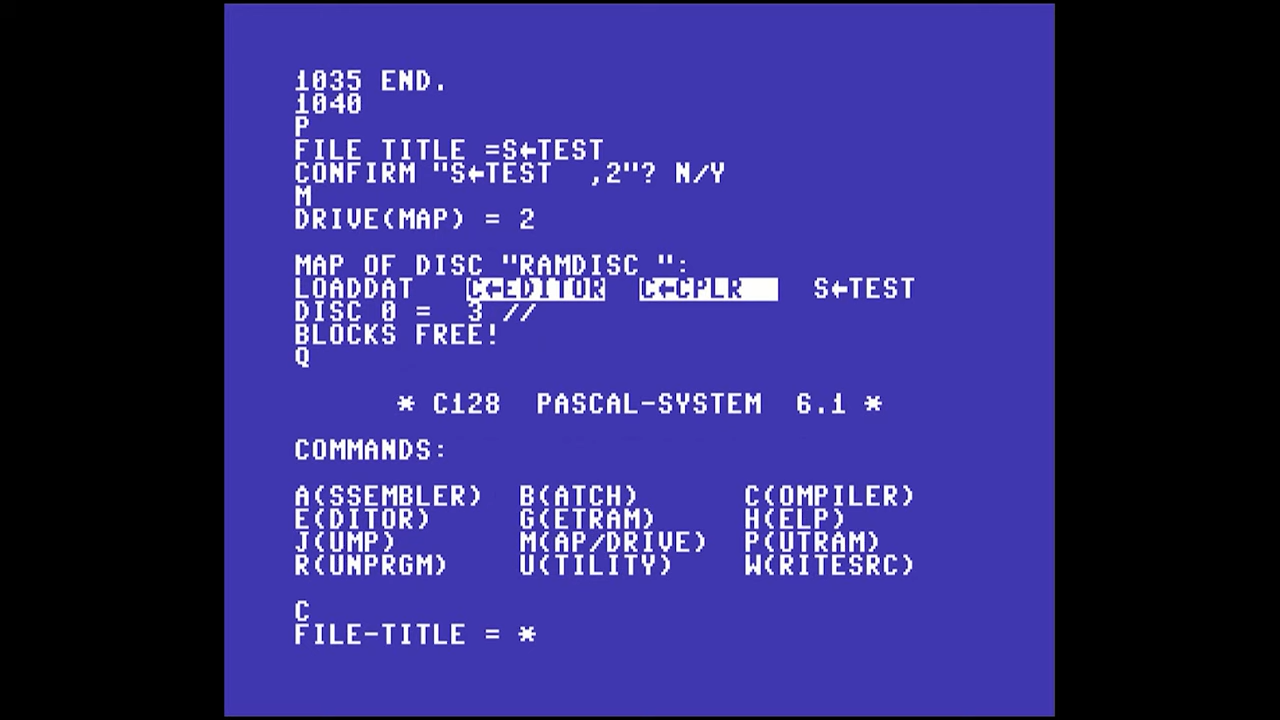 1035 END.
1040
P
FILE TITLE =S←TEST
CONFIRM "S←TEST  ,2"? N/Y
M
DRIVE(MAP) = 2
MAP OF DISC "RAMDISC ":
LOADDAT   C←EDITOR  C←CPLR    S←TEST
DISC 0 =  3 //
BLOCKS FREE!
Q
* C128  PASCAL-SYSTEM  6.1 *
COMMANDS:
A(SSEMBLER)  B(ATCH)      C(OMPILER)
E(DITOR)     G(ETRAM)     H(ELP)
J(UMP)       M(AP/DRIVE)  P(UTRAM)
R(UNPRGM)    U(TILITY)    W(RITESRC)
C
FILE-TITLE = *